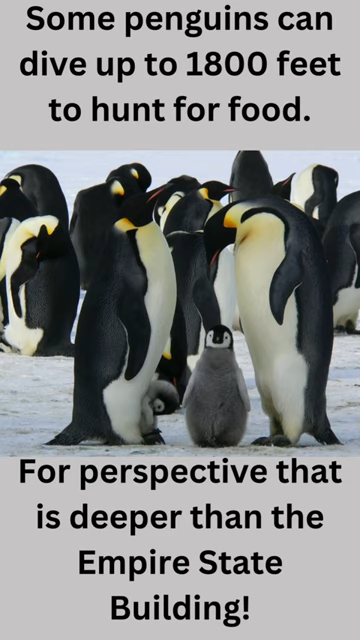 Some penguins can
dive up to 1800 feet
to hunt for food.
For perspective that
is deeper than the
Empire State
Building!